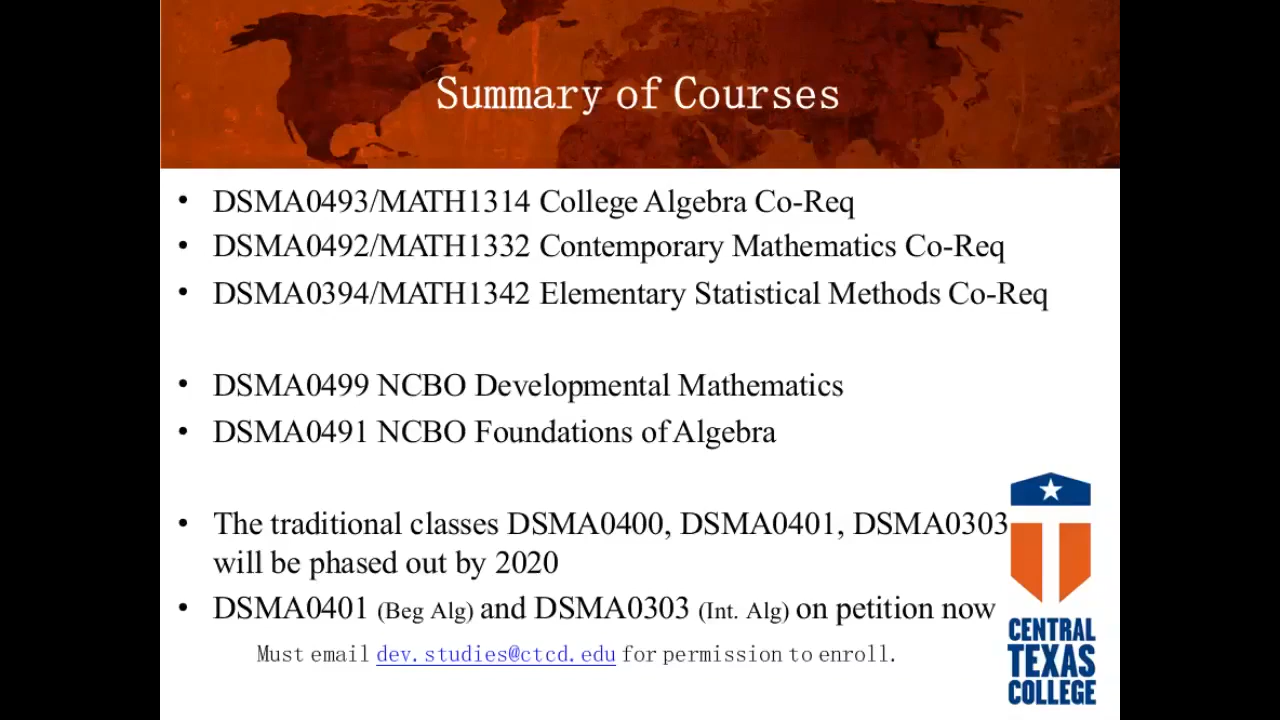 Summary of Courses
• DSMA0493/MATH1314 College Algebra Co-Req
• DSMA0492/MATH1332 Contemporary Mathematics Co-Req
• DSMA0394/MATH1342 Elementary Statistical Methods Co-Req
• DSMA0499 NCBO Developmental Mathematics
• DSMA0491 NCBO Foundations of Algebra
• The traditional classes DSMA0400, DSMA0401, DSMA0303
will be phased out by 2020
• DSMA0401 (Beg Alg) and DSMA0303 (Int. Alg) on petition now
Must email dev.studies@ctcd.edu for permission to enroll.
CENTRAL
TEXAS
COLLEGE